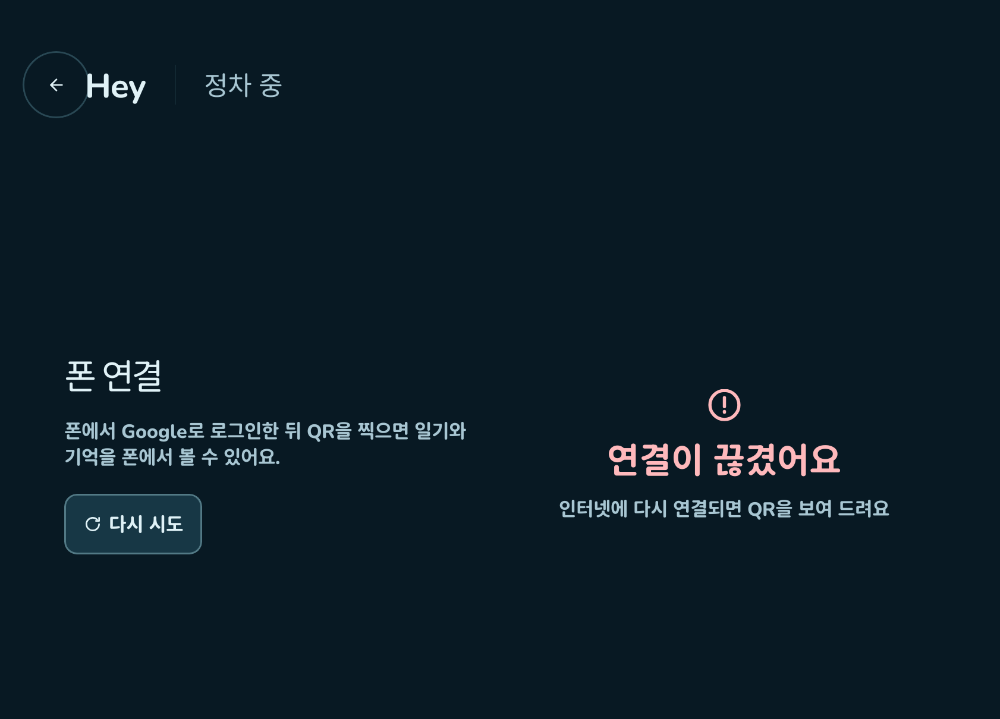 Hey
정차 중
폰 연결
폰에서 Google로 로그인한 뒤 QR을 찍으면 일기와
기억을 폰에서 볼 수 있어요.
다시 시도
연결이 끊겼어요
인터넷에 다시 연결되면 QR을 보여 드려요